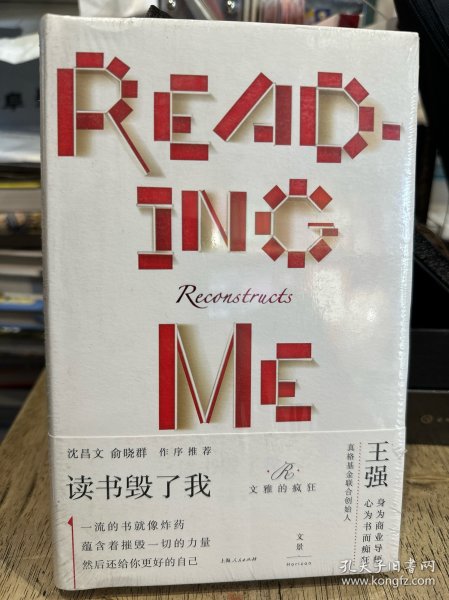 READ-
ING
Reconstructs
ME
沈昌文 俞晓群 作序推荐
读书毁了我
一流的书就像炸药
蕴含着摧毁一切的力量
然后还给你更好的自己
R
文雅的疯狂
上海人民出版社
文景
Horizon
王强
真格基金联合创始人
身为商业导师
心为书而痴狂
孔夫子旧书网
kongfz.com